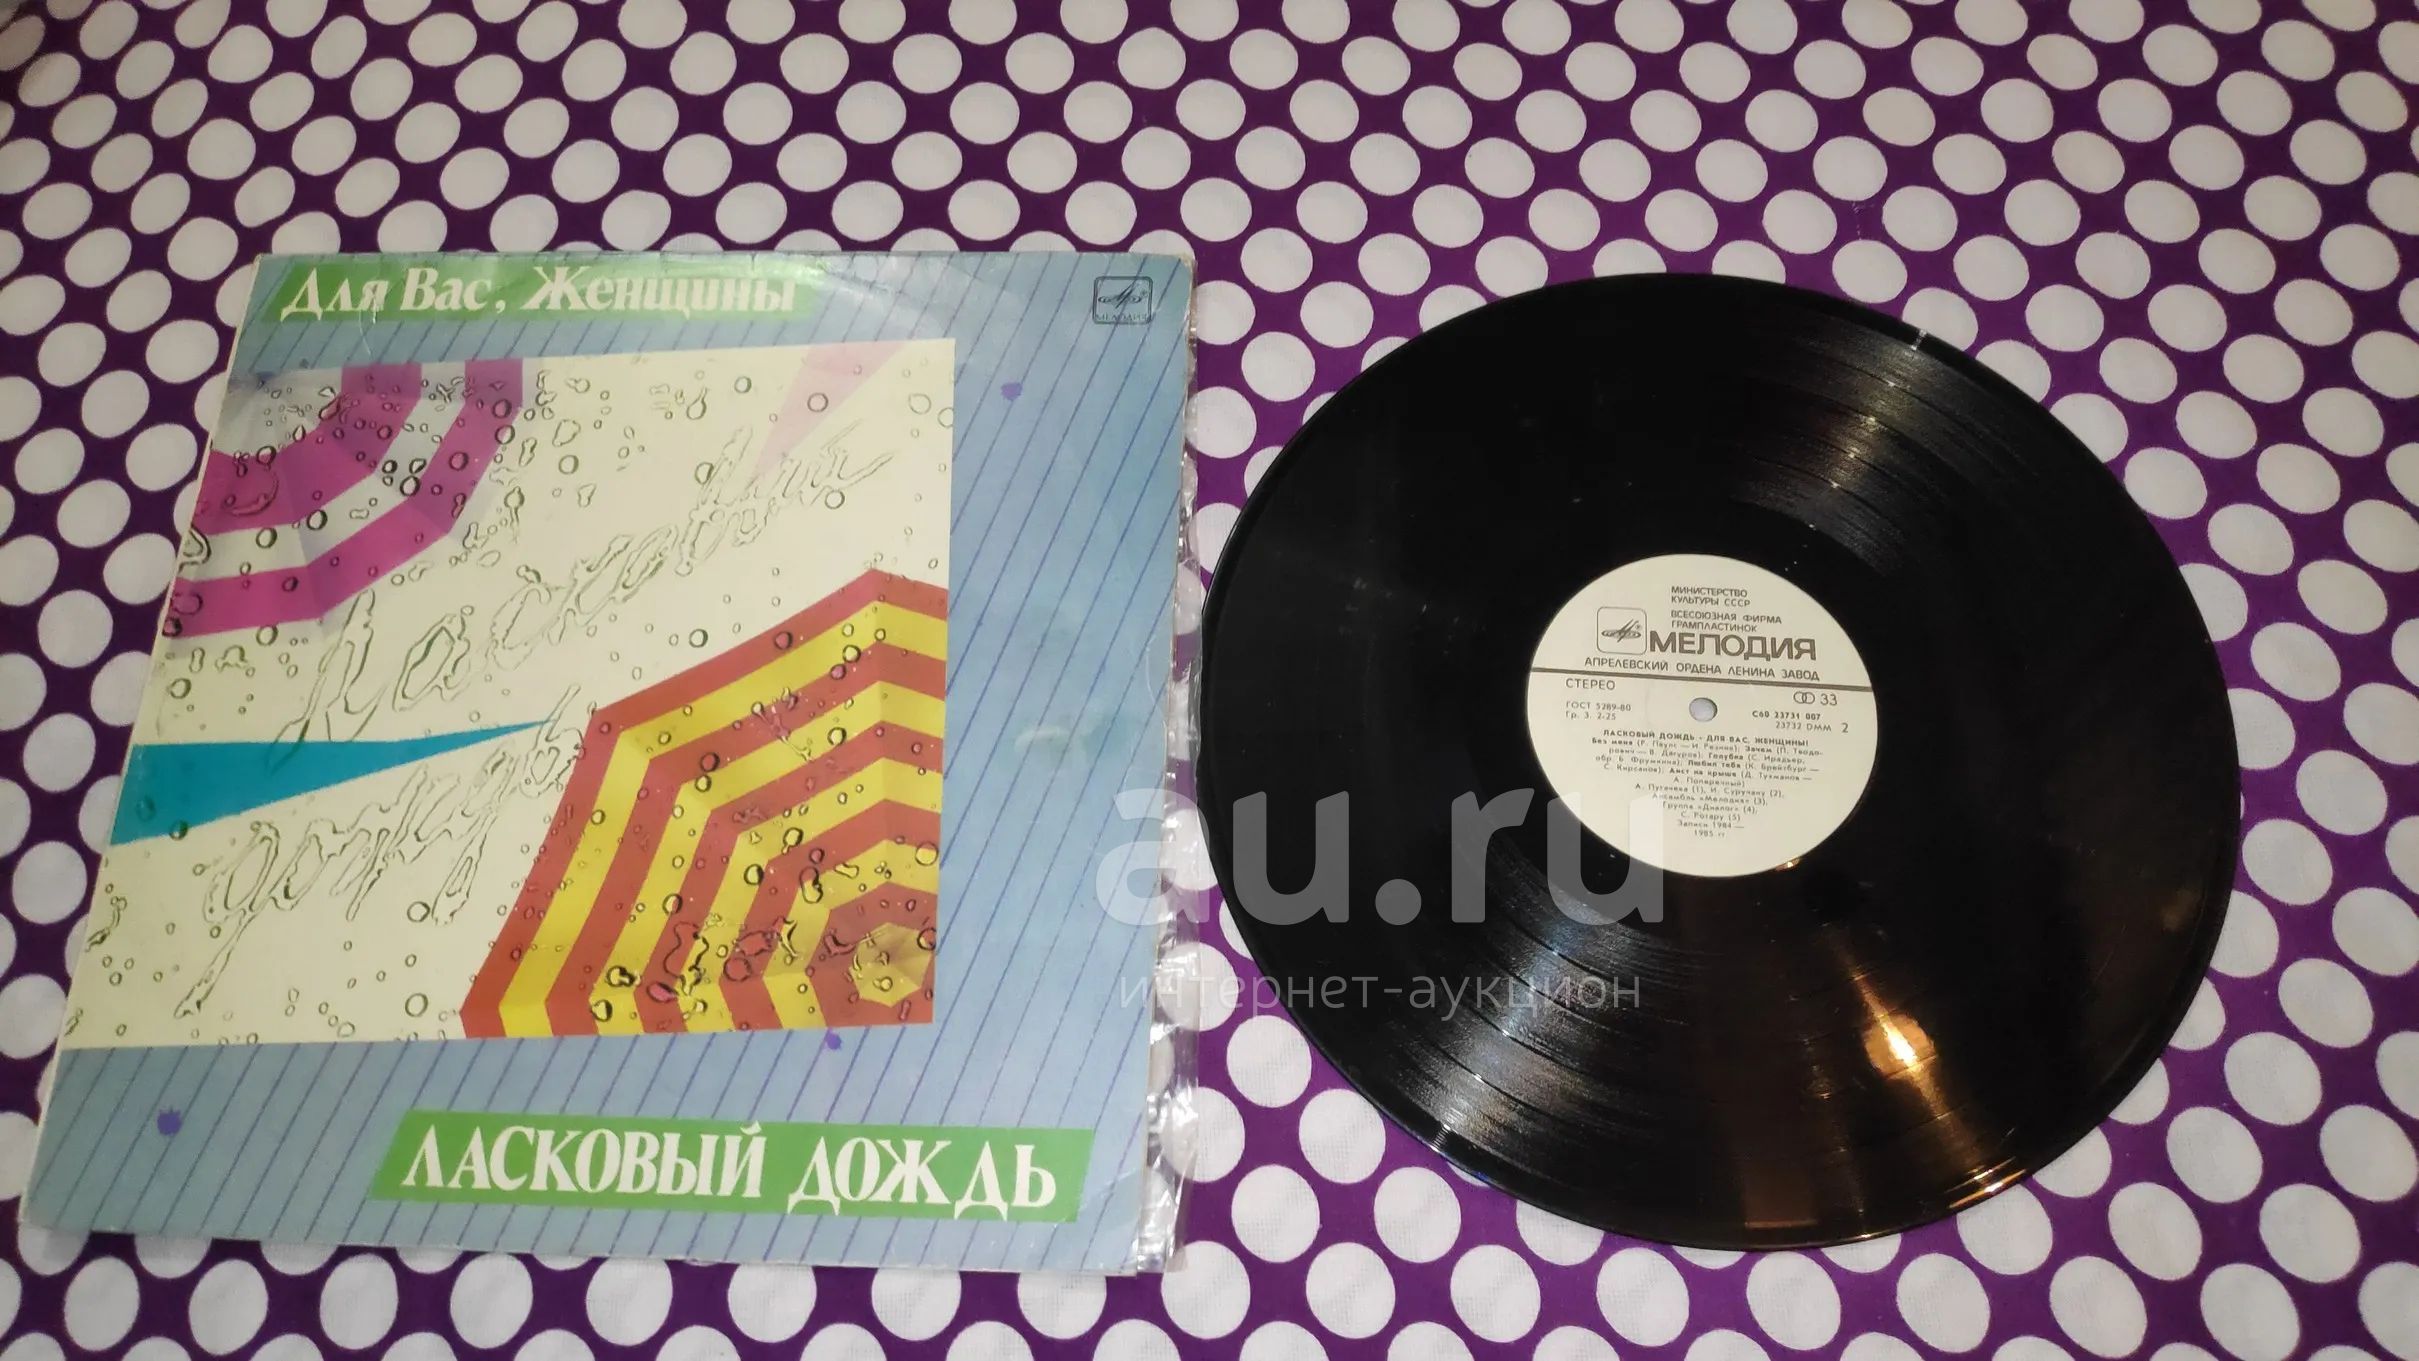 Для Вас, Женщины
МЕЛОДИЯ
Ласковый
дождь
ЛАСКОВЫЙ ДОЖДЬ
МИНИСТЕРСТВО
КУЛЬТУРЫ СССР
ВСЕСОЮЗНАЯ ФИРМА
ГРАМПЛАСТИНОК
МЕЛОДИЯ
АПРЕЛЕВСКИЙ ОРДЕНА ЛЕНИНА ЗАВОД
СТЕРЕО 33
ГОСТ 5289-80 С60 23731 007
Гр. 3. 2-25 23732 DMM 2
ЛАСКОВЫЙ ДОЖДЬ - ДЛЯ ВАС, ЖЕНЩИНЫ!
Без меня (Р. Паулс — И. Резник); Зачем (П. Теодо-
рович — В. Дагуров); Голубка (С. Ирадьер,
обр. Б. Фрумкина); Любил тебя (К. Брейтбург —
С. Кирсанов); Аист на крыше (Д. Тухманов —
А. Поперечный)
А. Пугачева (1), И. Суручану (2),
Ансамбль «Мелодия» (3),
Группа «Диалог» (4),
С. Ротару (5)
Записи 1984 —
1985 гг
au.ru
интернет-аукцион